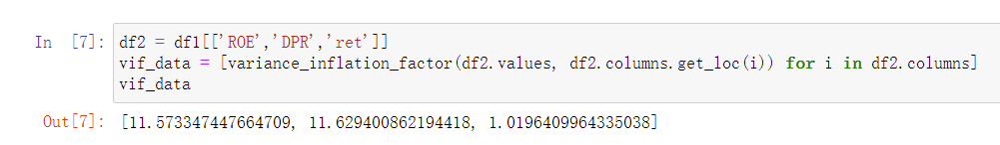 In [7]: df2 = df1[['ROE','DPR','ret']]
vif_data = [variance_inflation_factor(df2.values, df2.columns.get_loc(i)) for i in df2.columns]
vif_data
Out[7]: [11.573347447664709, 11.629400862194418, 1.0196409964335038]